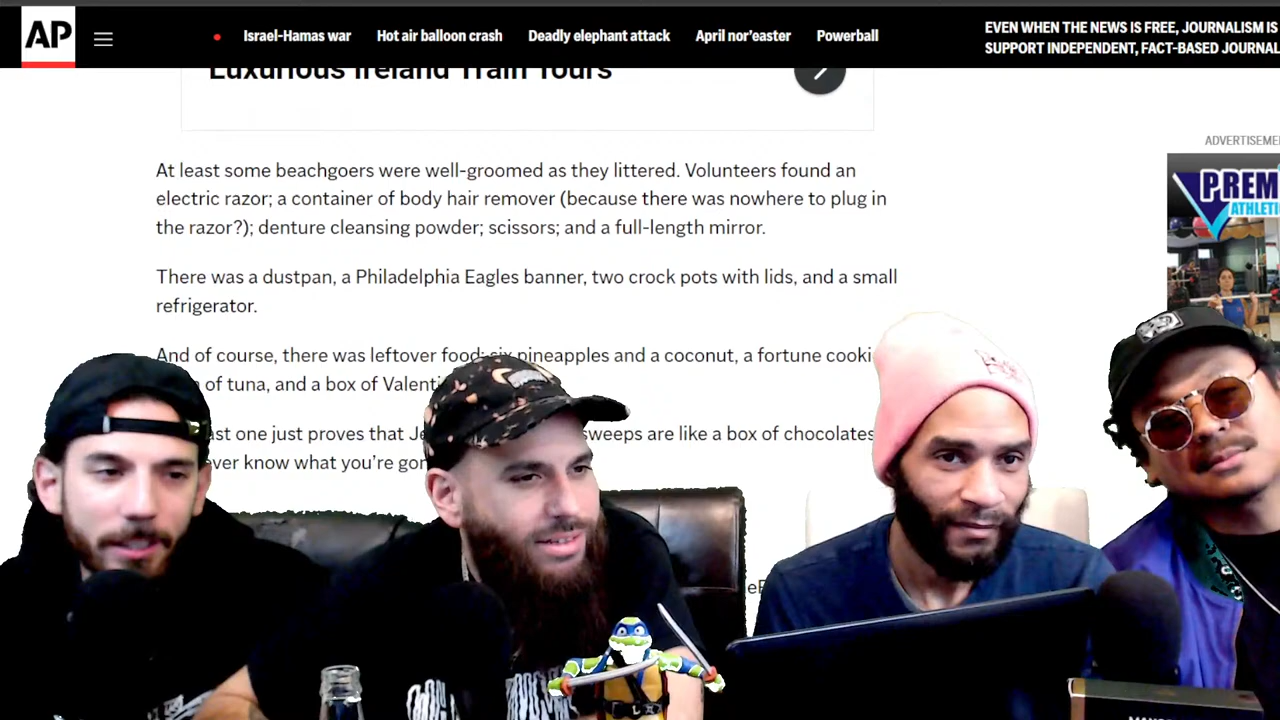 AP
Israel-Hamas war Hot air balloon crash Deadly elephant attack April nor'easter Powerball
EVEN WHEN THE NEWS IS FREE, JOURNALISM IS
SUPPORT INDEPENDENT, FACT-BASED JOURNAL
Luxurious Ireland Train Tours
ADVERTISEME
PREM
ATHLETI
At least some beachgoers were well-groomed as they littered. Volunteers found an
electric razor; a container of body hair remover (because there was nowhere to plug in
the razor?); denture cleansing powder; scissors; and a full-length mirror.
There was a dustpan, a Philadelphia Eagles banner, two crock pots with lids, and a small
refrigerator.
And of course, there was leftover food: six pineapples and a coconut, a fortune cooki
of tuna, and a box of Valenti
ast one just proves that Je sweeps are like a box of chocolates
ever know what you're gon